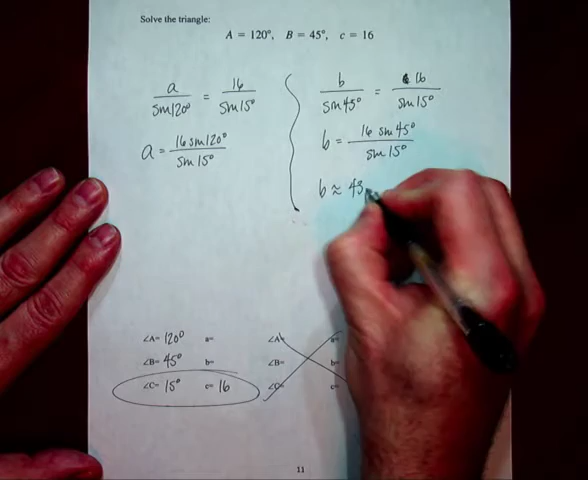 Solve the triangle:
A = 120°, B = 45°, c = 16
a/sin120° = 16/sin15°
a = 16 sin120°/sin15°
b/sin45° = 16/sin15°
b = 16 sin45°/sin15°
b ≈ 43
∠A= 120° a= ∠A= a=
∠B= 45° b= ∠B= b=
∠C= 15° c= 16 ∠C= c=
11